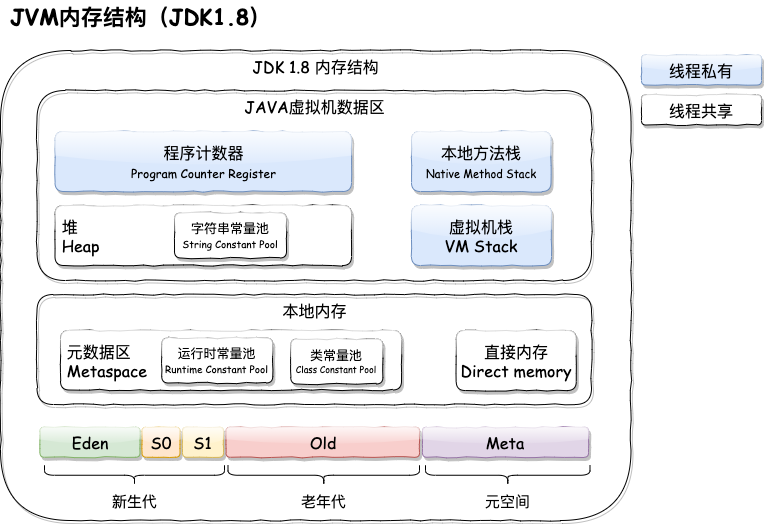 JVM内存结构（JDK1.8）
JDK 1.8 内存结构
线程私有
线程共享
JAVA虚拟机数据区
程序计数器
Program Counter Register
本地方法栈
Native Method Stack
堆
Heap
字符串常量池
String Constant Pool
虚拟机栈
VM Stack
本地内存
元数据区
Metaspace
运行时常量池
Runtime Constant Pool
类常量池
Class Constant Pool
直接内存
Direct memory
Eden
S0
S1
Old
Meta
新生代
老年代
元空间